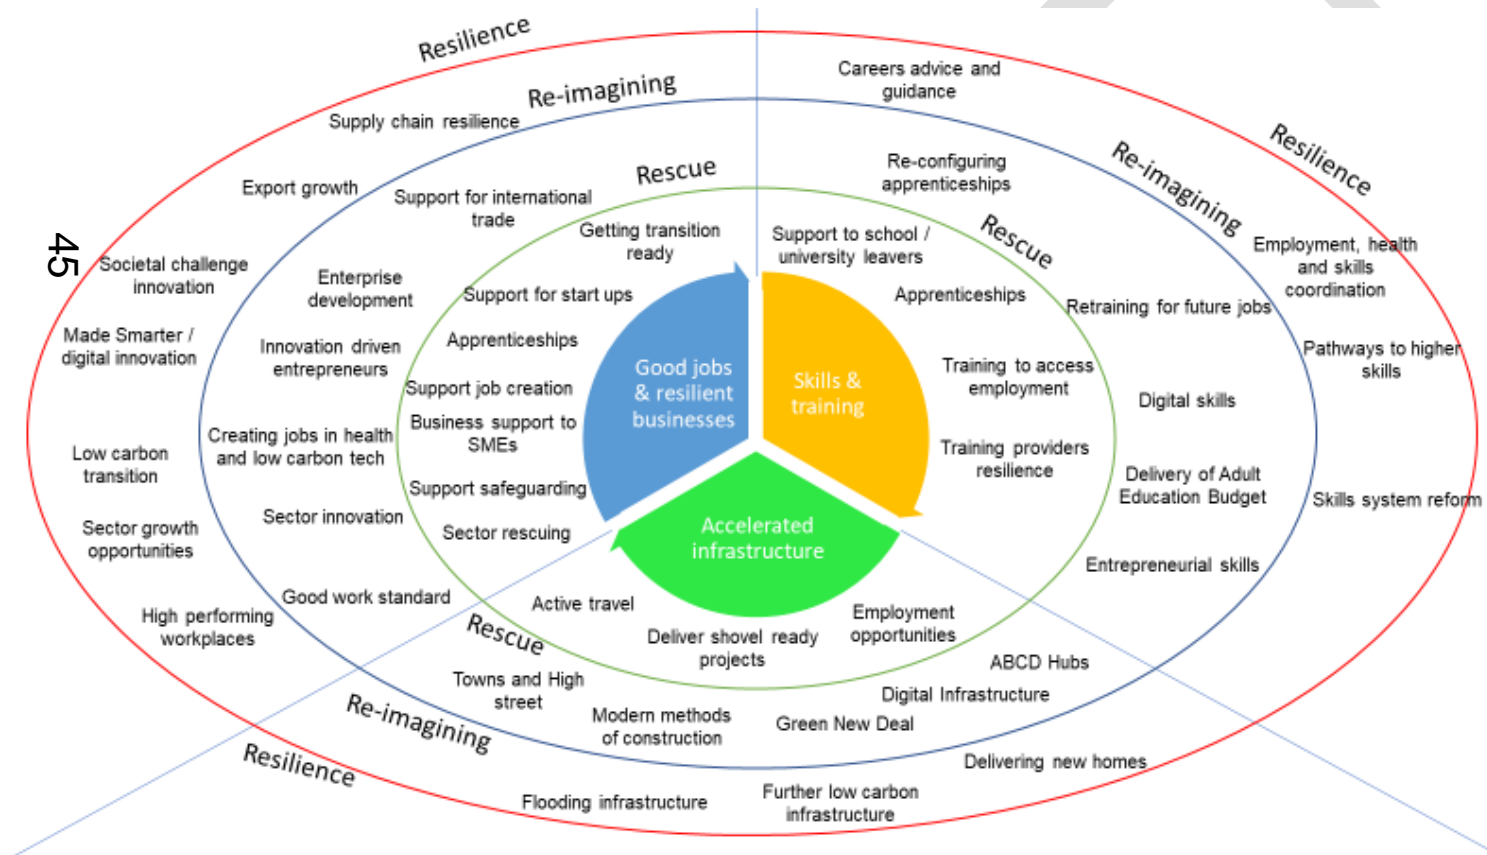 Resilience
Re-imagining
Rescue
Supply chain resilience
Export growth
Societal challenge
innovation
Made Smarter /
digital innovation
Low carbon
transition
Sector growth
opportunities
High performing
workplaces
Support for international
trade
Enterprise
development
Innovation driven
entrepreneurs
Creating jobs in health
and low carbon tech
Sector innovation
Good work standard
Getting transition
ready
Support for start ups
Apprenticeships
Support job creation
Business support to
SMEs
Support safeguarding
Sector rescuing
Good jobs
& resilient
businesses
Careers advice and
guidance
Resilience
Re-imagining
Rescue
Employment, health
and skills
coordination
Pathways to higher
skills
Skills system reform
Re-configuring
apprenticeships
Retraining for future jobs
Digital skills
Delivery of Adult
Education Budget
Entrepreneurial skills
Support to school /
university leavers
Apprenticeships
Training to access
employment
Training providers
resilience
Skills &
training
Accelerated
infrastructure
Active travel
Deliver shovel ready
projects
Employment
opportunities
Rescue
Towns and High
street
Modern methods
of construction
Green New Deal
Digital Infrastructure
ABCD Hubs
Re-imagining
Resilience
Flooding infrastructure
Further low carbon
infrastructure
Delivering new homes
45